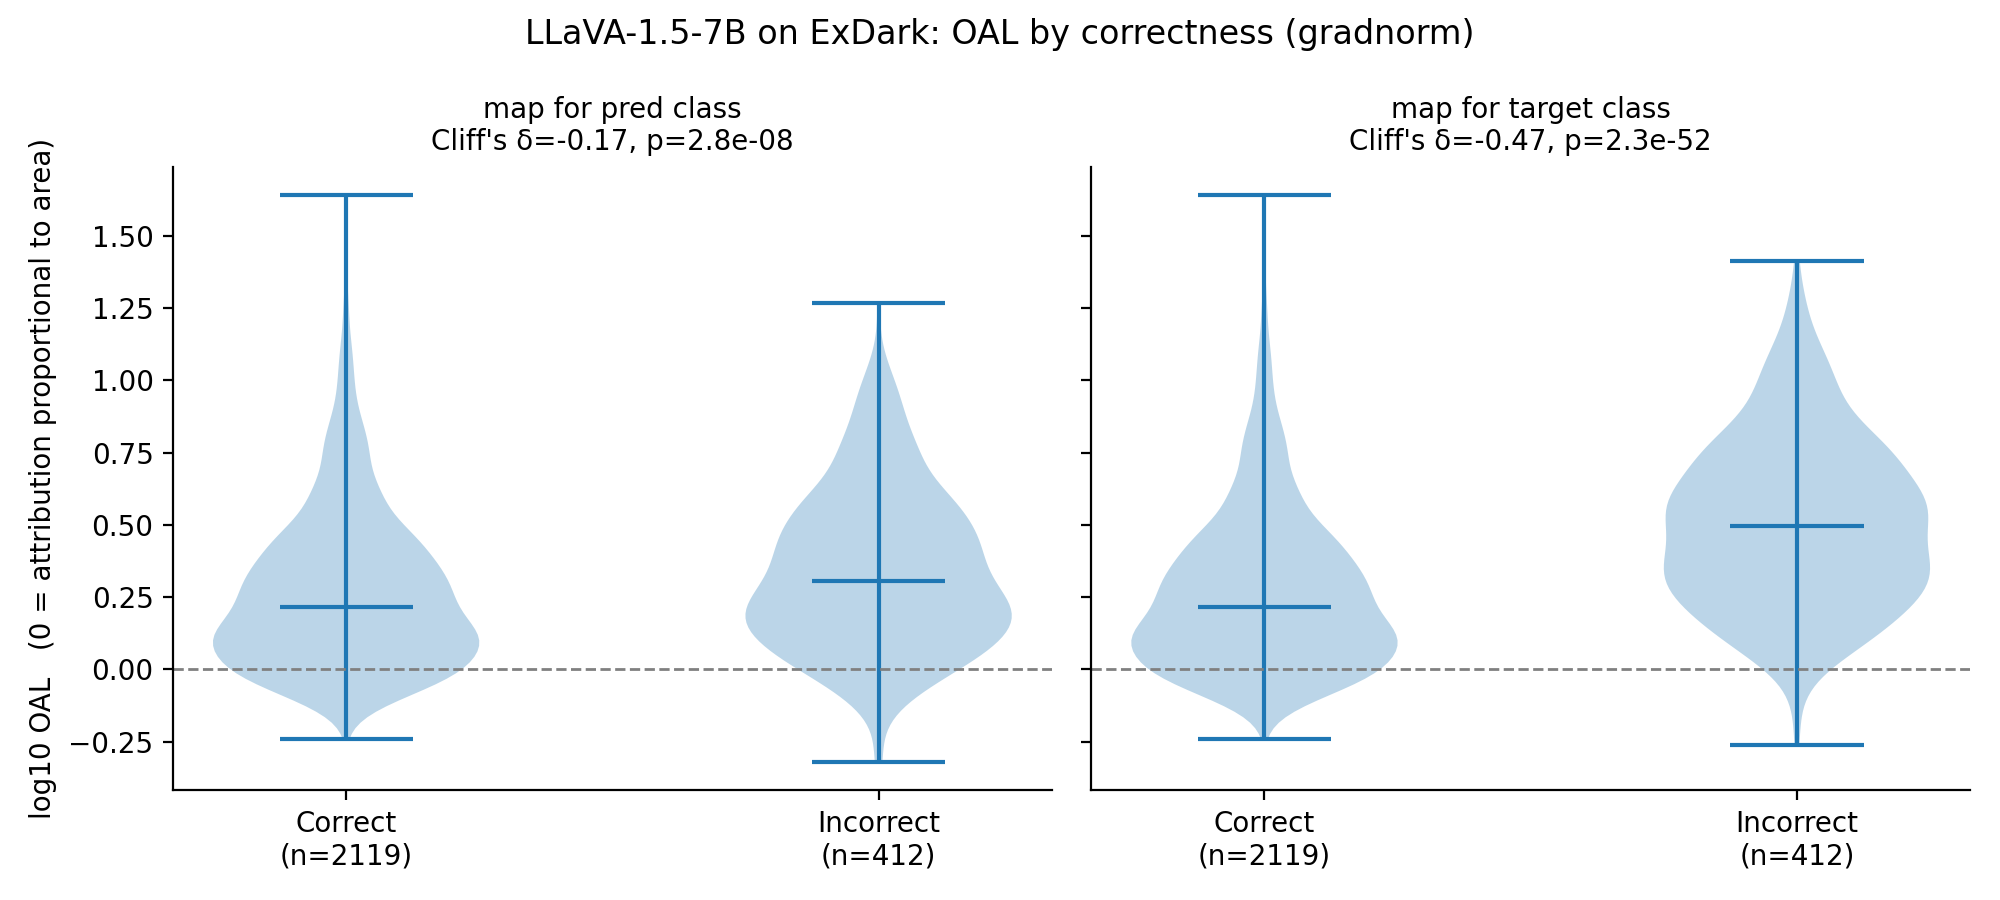 LLaVA-1.5-7B on ExDark: OAL by correctness (gradnorm)
map for pred class
Cliff's δ=-0.17, p=2.8e-08
map for target class
Cliff's δ=-0.47, p=2.3e-52
log10 OAL (0 = attribution proportional to area)
1.50
1.25
1.00
0.75
0.50
0.25
0.00
−0.25
Correct
(n=2119)
Incorrect
(n=412)
Correct
(n=2119)
Incorrect
(n=412)